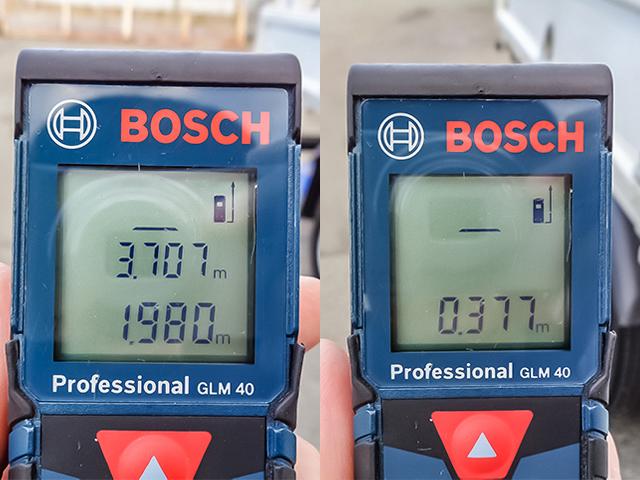 BOSCH
3.707 m
1.980 m
Professional GLM 40
BOSCH
0.377 m
Professional GLM 40